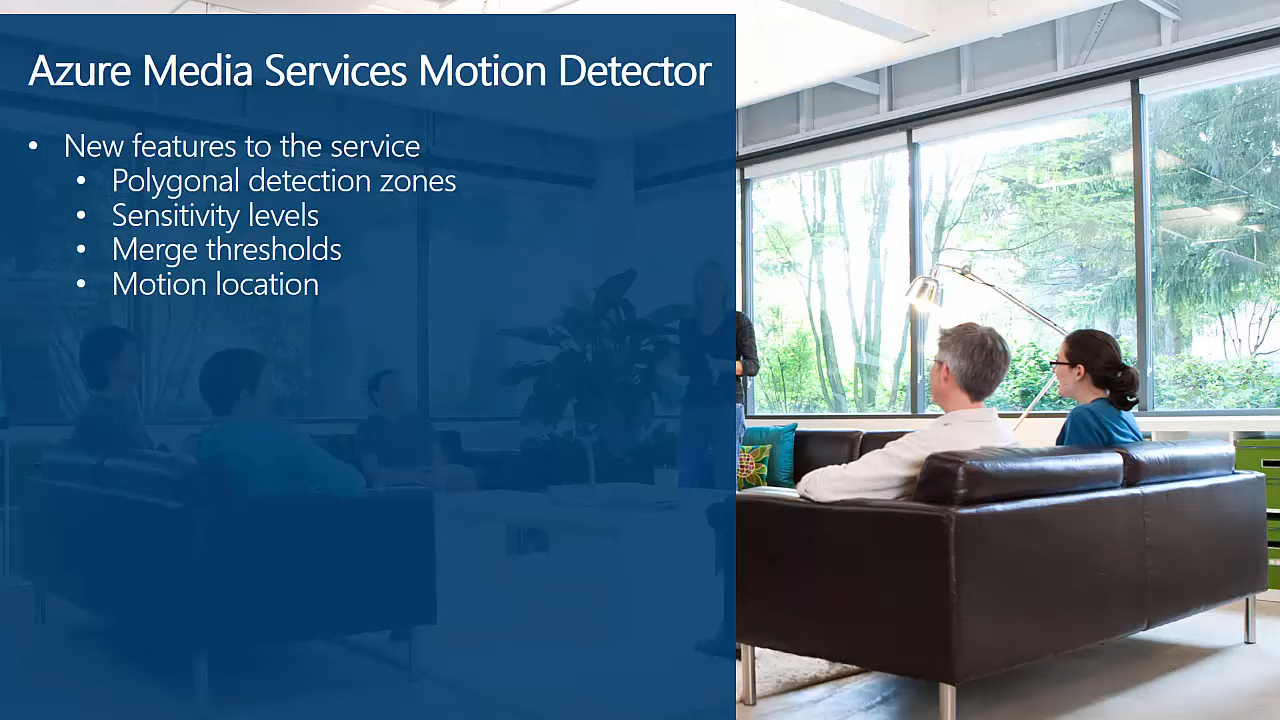 Azure Media Services Motion Detector
• New features to the service
• Polygonal detection zones
• Sensitivity levels
• Merge thresholds
• Motion location